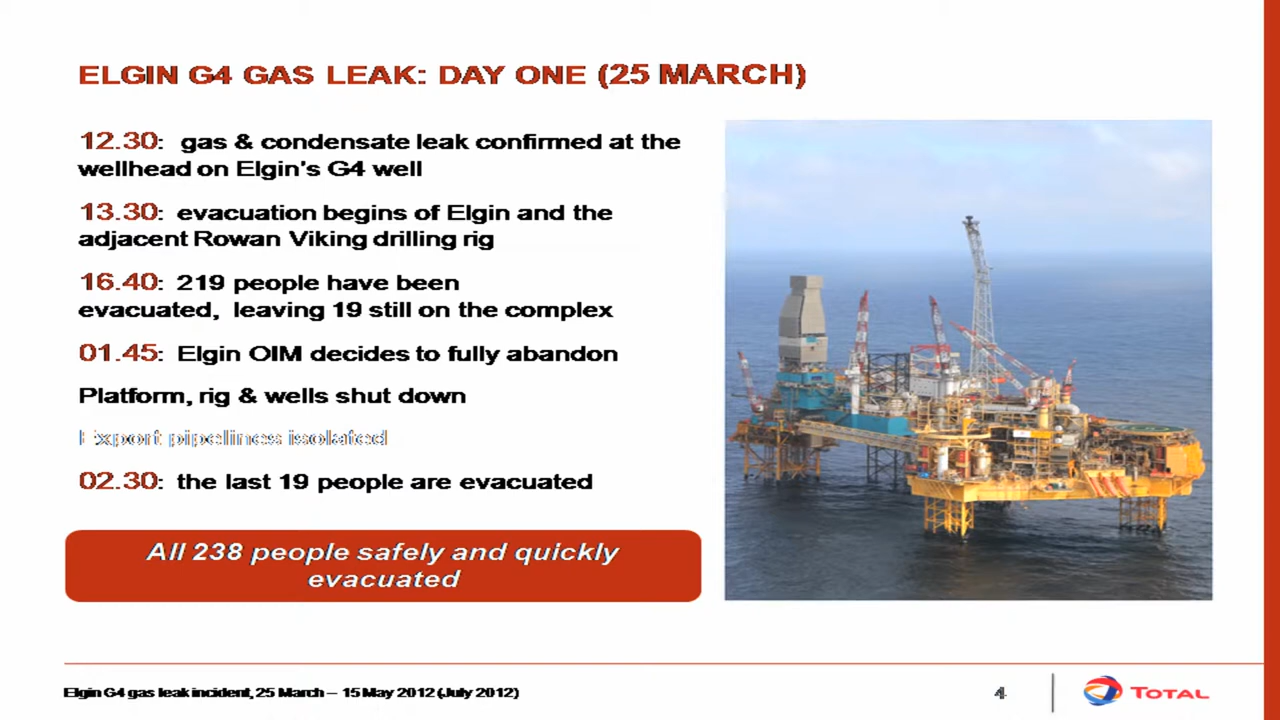 ELGIN G4 GAS LEAK: DAY ONE (25 MARCH)
12.30: gas & condensate leak confirmed at the
wellhead on Elgin's G4 well
13.30: evacuation begins of Elgin and the
adjacent Rowan Viking drilling rig
16.40: 219 people have been
evacuated, leaving 19 still on the complex
01.45: Elgin OIM decides to fully abandon
Platform, rig & wells shut down
Export pipelines isolated
02.30: the last 19 people are evacuated
All 238 people safely and quickly
evacuated
Elgin G4 gas leak incident, 25 March – 15 May 2012 (July 2012)
4
TOTAL